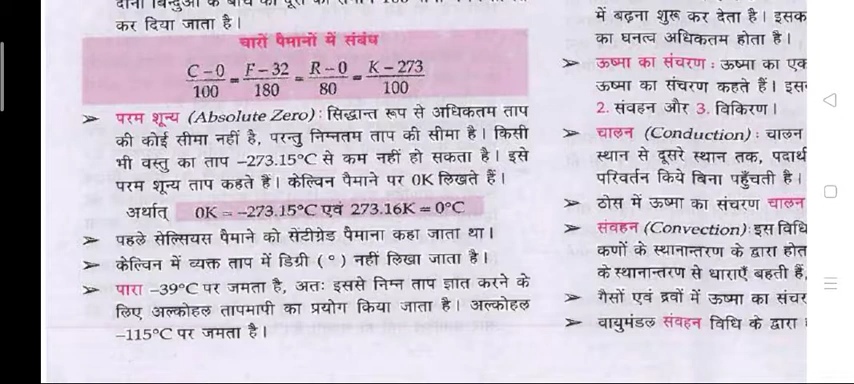 कर दिया जाता है।
चारों पैमानों में संबंध
C–0/100 = F–32/180 = R–0/80 = K–273/100
➢ परम शून्य (Absolute Zero) : सिद्धान्त रूप से अधिकतम ताप
की कोई सीमा नहीं है, परन्तु निम्नतम ताप की सीमा है। किसी
भी वस्तु का ताप –273.15°C से कम नहीं हो सकता है। इसे
परम शून्य ताप कहते हैं। केल्विन पैमाने पर 0K लिखते हैं।
अर्थात् 0K = –273.15°C एवं 273.16K = 0°C
➢ पहले सेल्सियस पैमाने को सेंटीग्रेड पैमाना कहा जाता था।
➢ केल्विन में व्यक्त ताप में डिग्री ( ° ) नहीं लिखा जाता है।
➢ पारा –39°C पर जमता है, अतः इससे निम्न ताप ज्ञात करने के
लिए अल्कोहल तापमापी का प्रयोग किया जाता है। अल्कोहल
–115°C पर जमता है।
में बढ़ना शुरू कर देता है। इसक
का घनत्व अधिकतम होता है।
➢ ऊष्मा का संचरण : ऊष्मा का एक
ऊष्मा का संचरण कहते हैं। इस
2. संवहन और 3. विकिरण।
➢ चालन (Conduction) : चालन
स्थान से दूसरे स्थान तक, पदार्थ
परिवर्तन किये बिना पहुँचती है।
➢ ठोस में ऊष्मा का संचरण चालन
➢ संवहन (Convection) : इस विधि
कणों के स्थानान्तरण के द्वारा होत
के स्थानान्तरण से धाराएँ बहती हैं,
➢ गैसों एवं द्रवों में ऊष्मा का संचर
➢ वायुमंडल संवहन विधि के द्वारा